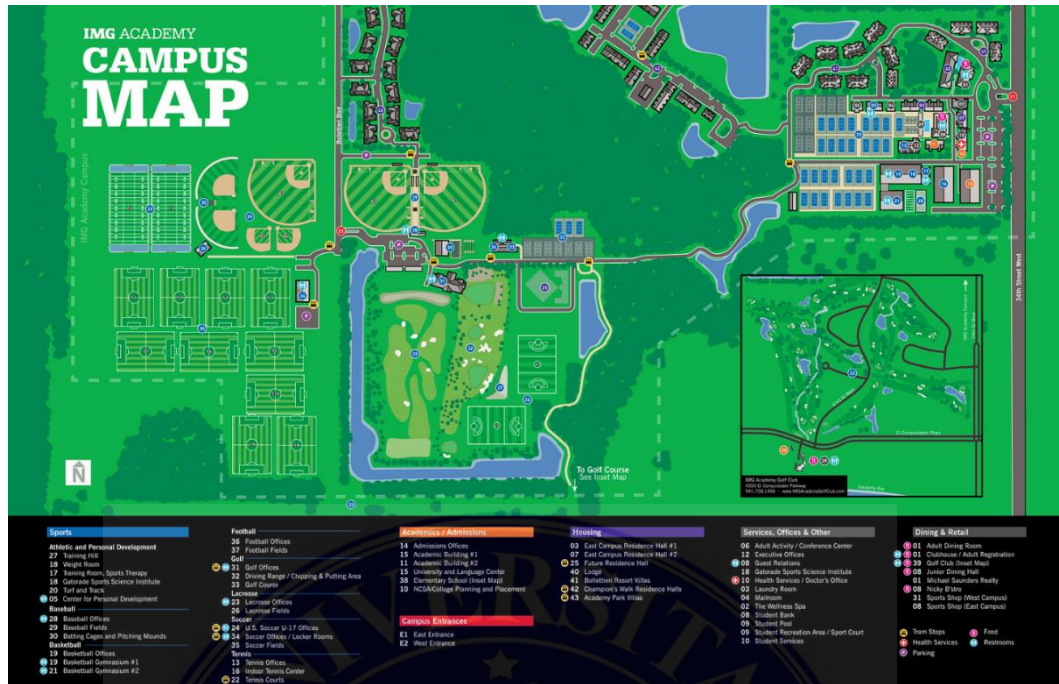 IMG ACADEMY
CAMPUS
MAP
IMG Academy Campus
Bollettieri Blvd
34th Street West
N
To Golf Course
See Inset Map
El Conquistador Pkwy
Sarasota Bay
IMG Academy Golf Club
4350 El Conquistador Parkway
www.IMGAcademyGolfClub.com
Sports
Athletic and Personal Development
27 Training Hill
18 Weight Room
17 Training Room, Sports Therapy
18 Gatorade Sports Science Institute
20 Turf and Track
05 Center for Personal Development
Baseball
28 Baseball Offices
29 Baseball Fields
30 Batting Cages and Pitching Mounds
Basketball
19 Basketball Offices
19 Basketball Gymnasium #1
21 Basketball Gymnasium #2
Football
36 Football Offices
37 Football Fields
Golf
31 Golf Offices
32 Driving Range / Chipping & Putting Area
33 Golf Course
Lacrosse
23 Lacrosse Offices
26 Lacrosse Fields
Soccer
24 U.S. Soccer U-17 Offices
34 Soccer Offices / Locker Rooms
35 Soccer Fields
Tennis
13 Tennis Offices
16 Indoor Tennis Center
22 Tennis Courts
Academics / Admissions
14 Admissions Offices
15 Academic Building #1
11 Academic Building #2
15 University and Language Center
38 Elementary School (Inset Map)
10 NCSA/College Planning and Placement
Campus Entrances
E1 East Entrance
E2 West Entrance
Housing
03 East Campus Residence Hall #1
07 East Campus Residence Hall #2
25 Future Residence Hall
40 Lodge
41 Bollettieri Resort Villas
42 Champion's Walk Residence Halls
43 Academy Park Villas
Services, Offices & Other
06 Adult Activity / Conference Center
12 Executive Offices
08 Guest Relations
18 Gatorade Sports Science Institute
10 Health Services / Doctor's Office
03 Laundry Room
04 Mailroom
02 The Wellness Spa
08 Student Bank
09 Student Pool
09 Student Recreation Area / Sport Court
10 Student Services
Dining & Retail
01 Adult Dining Room
01 Clubhouse / Adult Registration
39 Golf Club (Inset Map)
08 Junior Dining Hall
01 Michael Saunders Realty
08 Nicky B'stro
31 Sports Shop (West Campus)
08 Sports Shop (East Campus)
Tram Stops
Food
Health Services
Restrooms
Parking